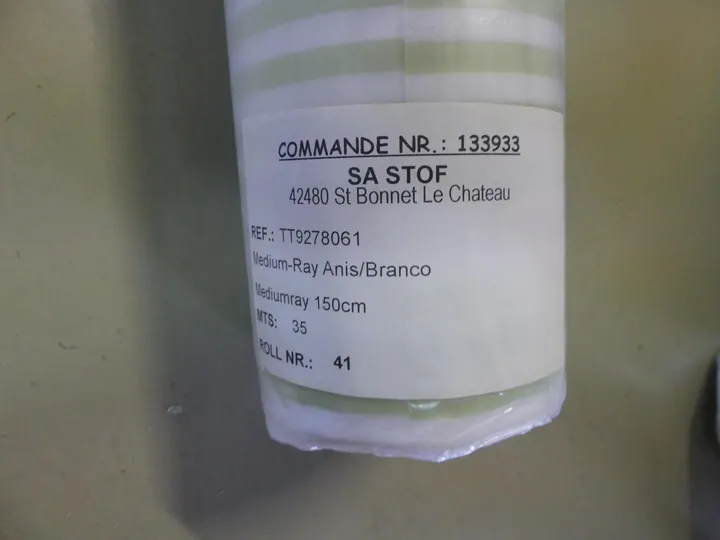 COMMANDE NR.: 133933
SA STOF
42480 St Bonnet Le Chateau
REF.: TT9278061
Medium-Ray Anis/Branco
Mediumray 150cm
MTS: 35
ROLL NR.: 41